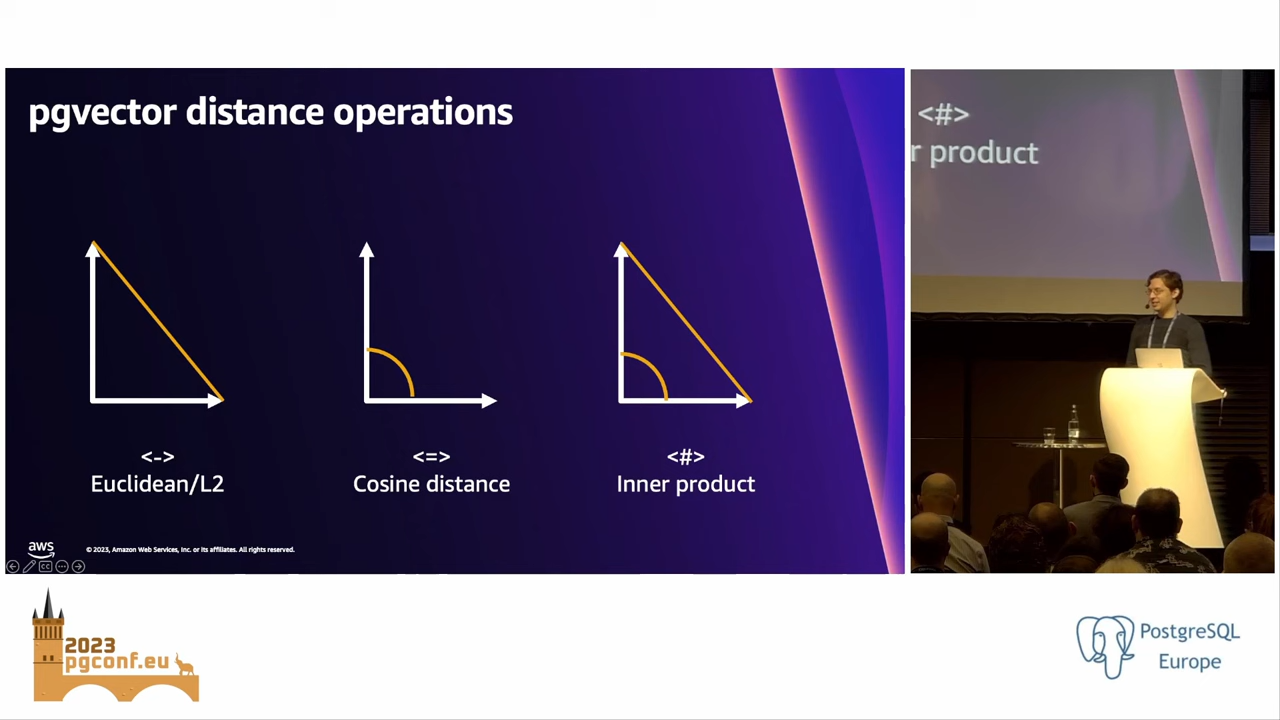 pgvector distance operations
<->
Euclidean/L2
<=>
Cosine distance
<#>
Inner product
aws
© 2023, Amazon Web Services, Inc. or its affiliates. All rights reserved.
CC
<#>
r product
2023
pgconf.eu
PostgreSQL
Europe